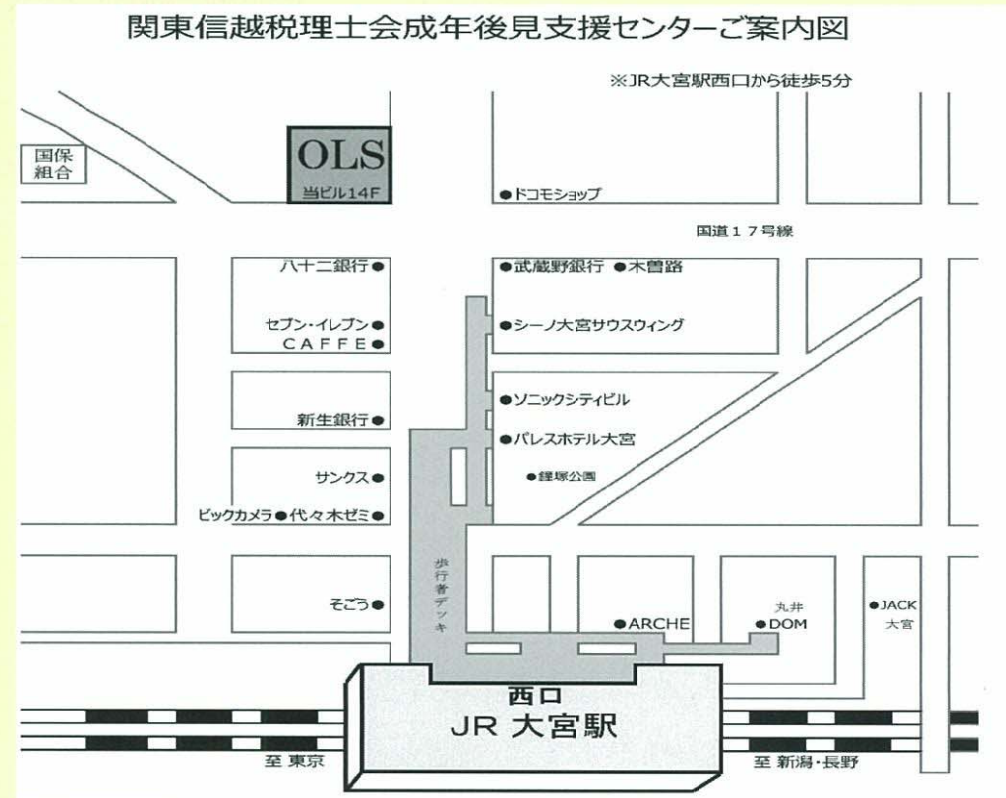 関東信越税理士会成年後見支援センターご案内図
※JR大宮駅西口から徒歩5分
国保
組合
OLS
当ビル14F
●ドコモショップ
国道17号線
八十二銀行●
●武蔵野銀行 ●木曽路
セブン・イレブン●
CAFFE●
●シーノ大宮サウスウィング
●ソニックシティビル
新生銀行●
●パレスホテル大宮
サンクス●
●鐘塚公園
ビックカメラ●代々木ゼミ●
歩行者デッキ
そごう●
●ARCHE
丸井
●DOM
●JACK
大宮
西口
JR 大宮駅
至 東京
至 新潟・長野